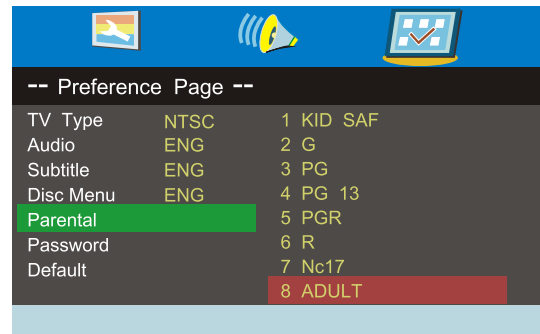 -- Preference Page --
TV Type NTSC 1 KID SAF
Audio ENG 2 G
Subtitle ENG 3 PG
Disc Menu ENG 4 PG 13
Parental 5 PGR
Password 6 R
Default 7 Nc17
8 ADULT